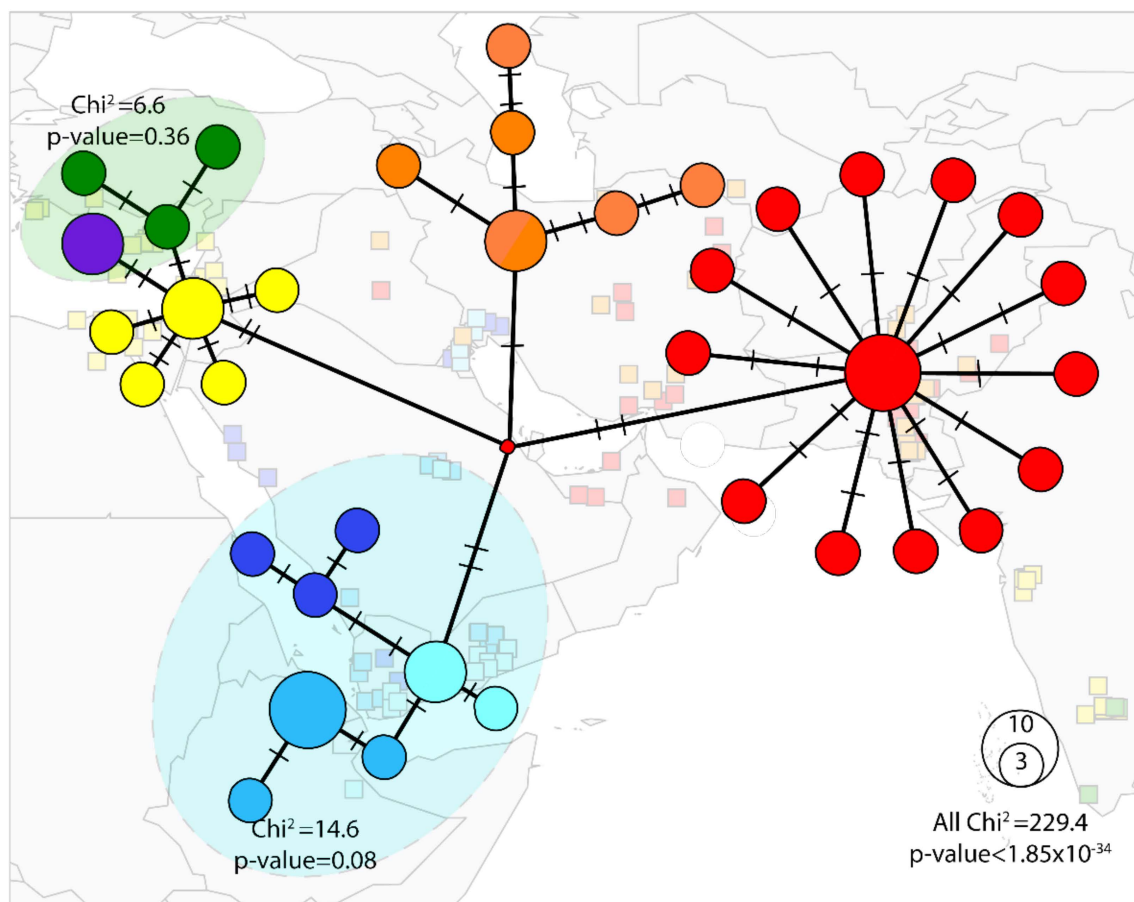 Chi²=6.6
p-value=0.36
10
3
Chi²=14.6
p-value=0.08
All Chi²=229.4
p-value<1.85x10⁻³⁴